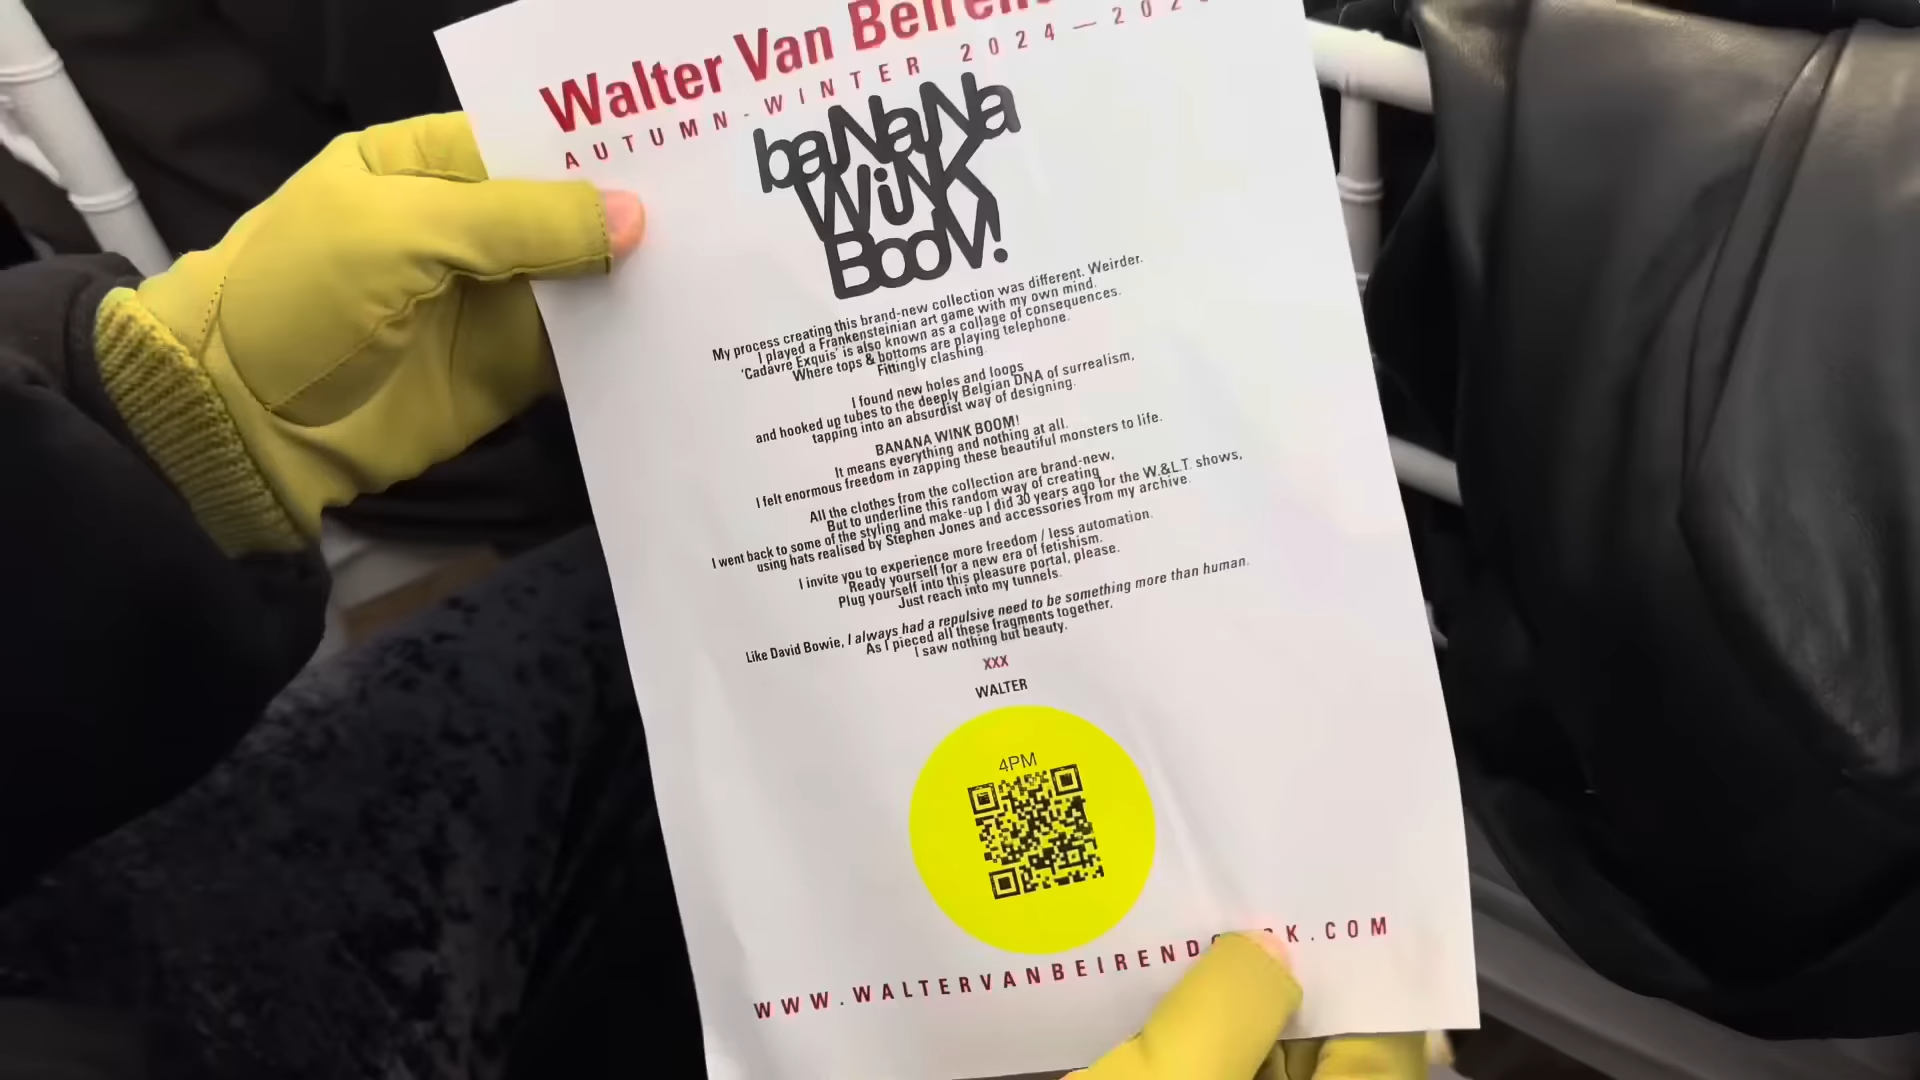 Walter Van Beirend
AUTUMN-WINTER 2024—202
baNaNa
WiNK
BooM!
My process creating this brand-new collection was different. Weirder.
I played a Frankensteinian art game with my own mind.
'Cadavre Exquis' is also known as a collage of consequences.
Where tops & bottoms are playing telephone.
Fittingly clashing.
I found new holes and loops
and hooked up tubes to the deeply Belgian DNA of surrealism,
tapping into an absurdist way of designing.
BANANA WINK BOOM!
It means everything and nothing at all.
I felt enormous freedom in zapping these beautiful monsters to life.
All the clothes from the collection are brand-new,
But to underline this random way of creating
I went back to some of the styling and make-up I did 30 years ago for the W.&L.T. shows,
using hats realised by Stephen Jones and accessories from my archive.
I invite you to experience more freedom / less automation.
Ready yourself for a new era of fetishism.
Plug yourself into this pleasure portal, please.
Just reach into my tunnels.
Like David Bowie, I always had a repulsive need to be something more than human.
As I pieced all these fragments together,
I saw nothing but beauty.
XXX
WALTER
4PM
WWW.WALTERVANBEIREND K.COM